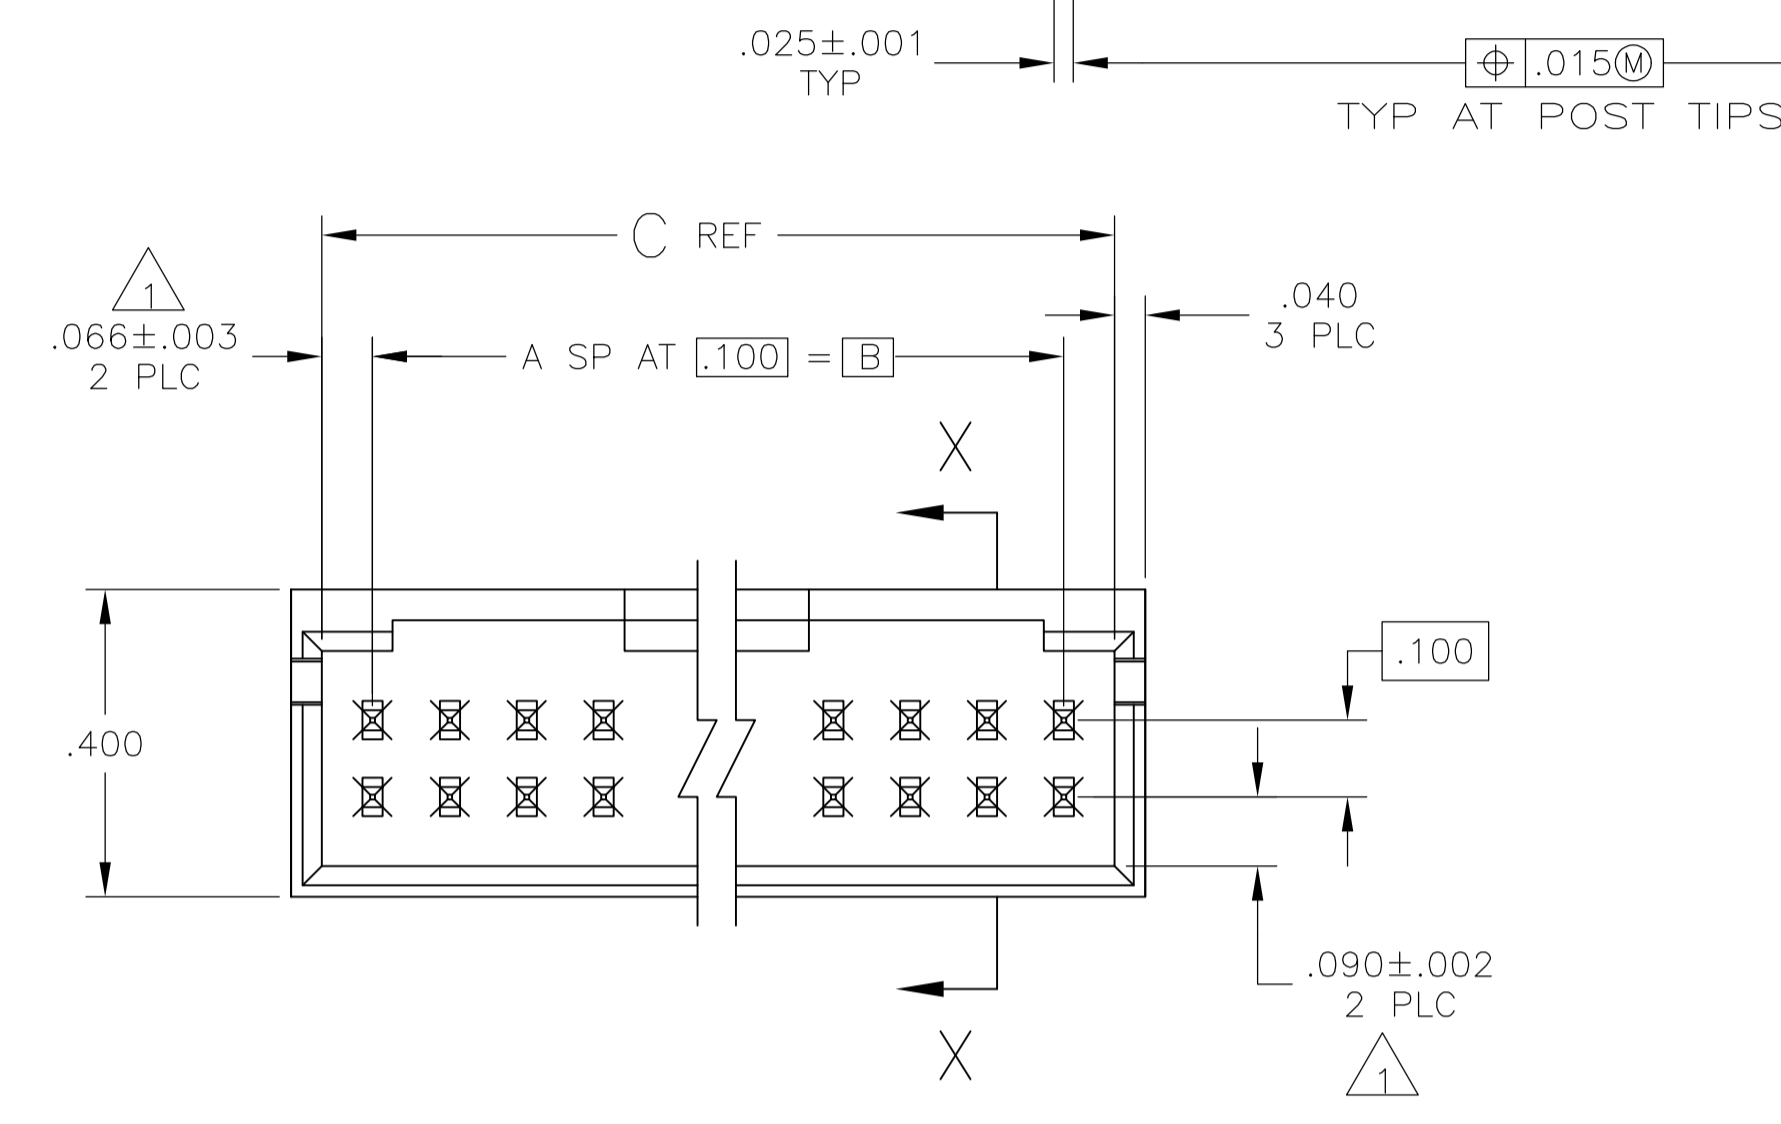 .025±.001
TYP
⌖ .015Ⓜ
TYP AT POST TIPS
C REF
1
.066±.003
2 PLC
A SP AT .100 = B
.040
3 PLC
X
.100
.400
.090±.002
2 PLC
1
X